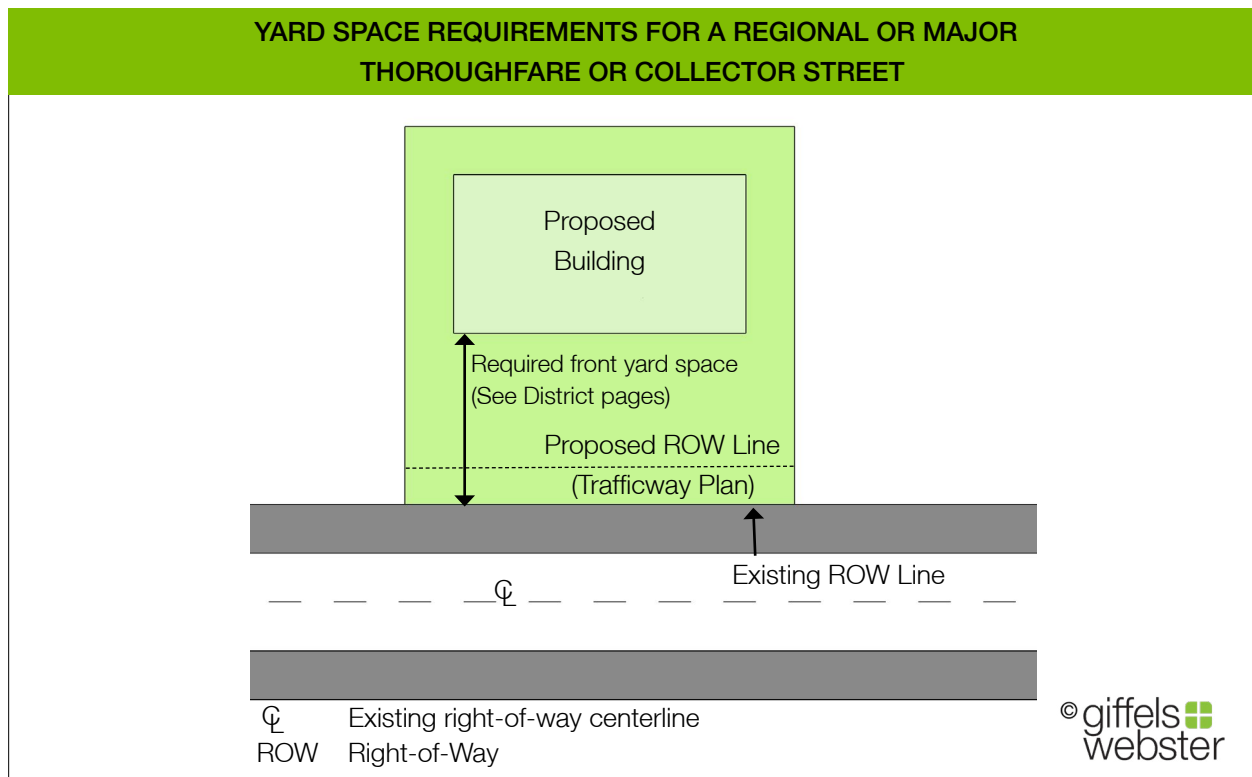 YARD SPACE REQUIREMENTS FOR A REGIONAL OR MAJOR
THOROUGHFARE OR COLLECTOR STREET
Proposed
Building
Required front yard space
(See District pages)
Proposed ROW Line
(Trafficway Plan)
Existing ROW Line
℄
℄ Existing right-of-way centerline
ROW Right-of-Way
© giffels
webster